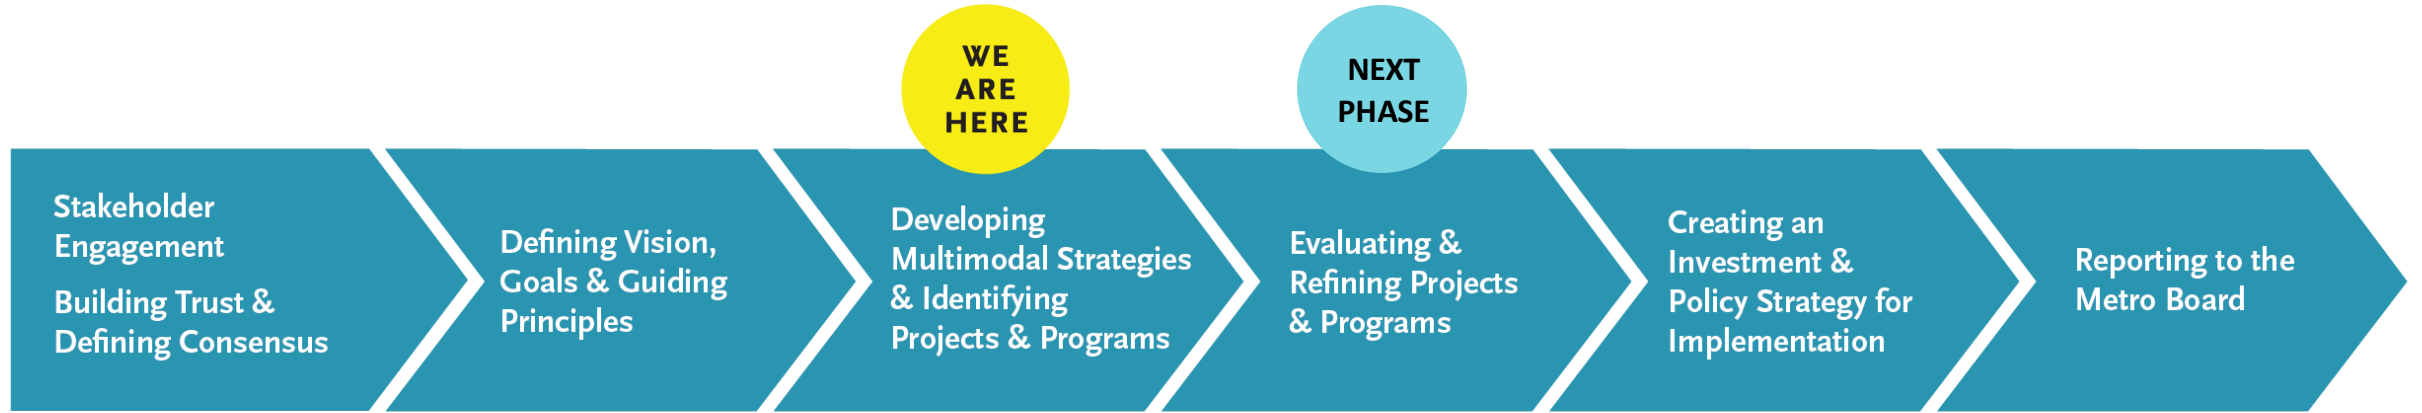 WE
ARE
HERE
NEXT
PHASE
Stakeholder
Engagement
Building Trust &
Defining Consensus
Defining Vision,
Goals & Guiding
Principles
Developing
Multimodal Strategies
& Identifying
Projects & Programs
Evaluating &
Refining Projects
& Programs
Creating an
Investment &
Policy Strategy for
Implementation
Reporting to the
Metro Board